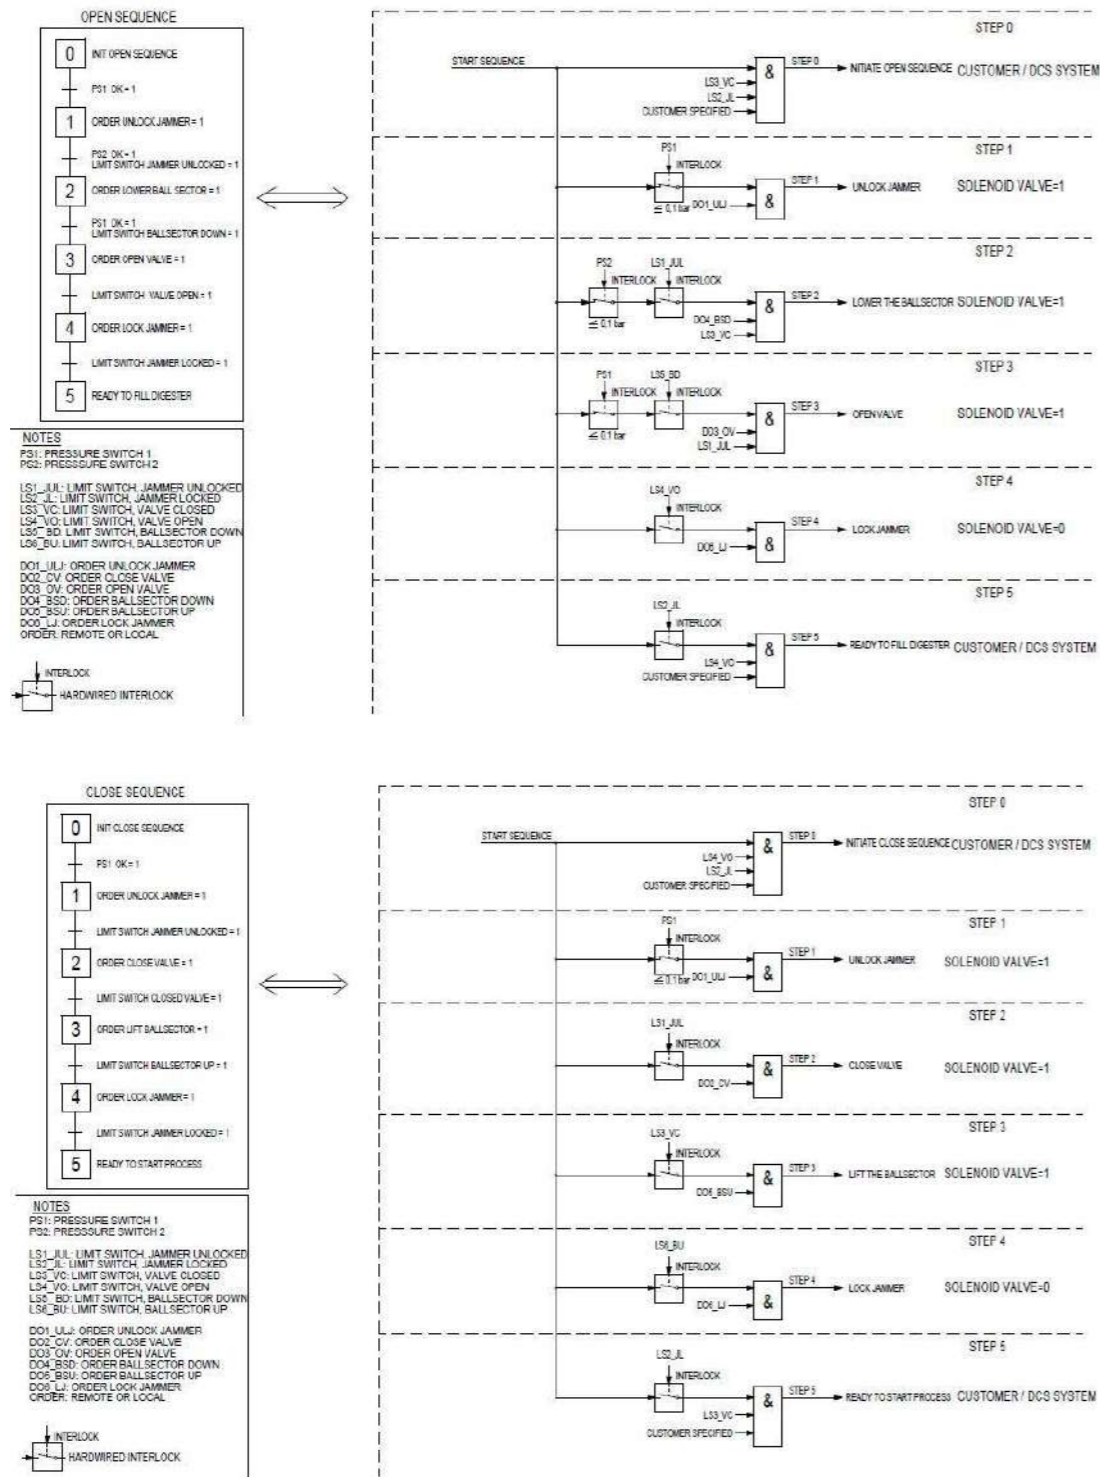 OPEN SEQUENCE
0 INIT OPEN SEQUENCE
PS1 OK = 1
1 ORDER UNLOCK JAMMER = 1
PS2 OK = 1
LIMIT SWITCH JAMMER UNLOCKED = 1
2 ORDER LOWER BALL SECTOR = 1
PS1 OK = 1
LIMIT SWITCH BALLSECTOR DOWN = 1
3 ORDER OPEN VALVE = 1
LIMIT SWITCH VALVE OPEN = 1
4 ORDER LOCK JAMMER = 1
LIMIT SWITCH JAMMER LOCKED = 1
5 READY TO FILL DIGESTER
NOTES
PS1: PRESSURE SWITCH 1
PS2: PRESSSURE SWITCH 2
LS1_JUL: LIMIT SWITCH, JAMMER UNLOCKED
LS2_JL: LIMIT SWITCH, JAMMER LOCKED
LS3_VC: LIMIT SWITCH, VALVE CLOSED
LS4_VO: LIMIT SWITCH, VALVE OPEN
LS5_BD: LIMIT SWITCH, BALLSECTOR DOWN
LS6_BU: LIMIT SWITCH, BALLSECTOR UP
DO1_ULJ: ORDER UNLOCK JAMMER
DO2_CV: ORDER CLOSE VALVE
DO3_OV: ORDER OPEN VALVE
DO4_BSD: ORDER BALLSECTOR DOWN
DO5_BSU: ORDER BALLSECTOR UP
DO6_LJ: ORDER LOCK JAMMER
ORDER: REMOTE OR LOCAL
INTERLOCK
HARDWIRED INTERLOCK
STEP 0
START SEQUENCE
LS3_VC
LS2_JL
CUSTOMER SPECIFIED
&
STEP 0
INITIATE OPEN SEQUENCE CUSTOMER / DCS SYSTEM
STEP 1
PS1
INTERLOCK
≤ 0,1 bar
DO1_ULJ
&
STEP 1
UNLOCK JAMMER SOLENOID VALVE=1
STEP 2
PS2
INTERLOCK
≤ 0,1 bar
LS1_JUL
INTERLOCK
DO4_BSD
LS3_VC
&
STEP 2
LOWER THE BALLSECTOR SOLENOID VALVE=1
STEP 3
PS1
INTERLOCK
≤ 0,1 bar
LS5_BD
INTERLOCK
DO3_OV
LS1_JUL
&
STEP 3
OPEN VALVE SOLENOID VALVE=1
STEP 4
LS4_VO
INTERLOCK
DO6_LJ
&
STEP 4
LOCK JAMMER SOLENOID VALVE=0
STEP 5
LS2_JL
INTERLOCK
LS4_VO
CUSTOMER SPECIFIED
&
STEP 5
READY TO FILL DIGESTER CUSTOMER / DCS SYSTEM
CLOSE SEQUENCE
0 INIT CLOSE SEQUENCE
PS1 OK = 1
1 ORDER UNLOCK JAMMER = 1
LIMIT SWITCH JAMMER UNLOCKED = 1
2 ORDER CLOSE VALVE = 1
LIMIT SWITCH CLOSED VALVE = 1
3 ORDER LIFT BALLSECTOR = 1
LIMIT SWITCH BALLSECTOR UP = 1
4 ORDER LOCK JAMMER = 1
LIMIT SWITCH JAMMER LOCKED = 1
5 READY TO START PROCESS
NOTES
PS1: PRESSURE SWITCH 1
PS2: PRESSSURE SWITCH 2
LS1_JUL: LIMIT SWITCH, JAMMER UNLOCKED
LS2_JL: LIMIT SWITCH, JAMMER LOCKED
LS3_VC: LIMIT SWITCH, VALVE CLOSED
LS4_VO: LIMIT SWITCH, VALVE OPEN
LS5_BD: LIMIT SWITCH, BALLSECTOR DOWN
LS6_BU: LIMIT SWITCH, BALLSECTOR UP
DO1_ULJ: ORDER UNLOCK JAMMER
DO2_CV: ORDER CLOSE VALVE
DO3_OV: ORDER OPEN VALVE
DO4_BSD: ORDER BALLSECTOR DOWN
DO5_BSU: ORDER BALLSECTOR UP
DO6_LJ: ORDER LOCK JAMMER
ORDER: REMOTE OR LOCAL
INTERLOCK
HARDWIRED INTERLOCK
STEP 0
START SEQUENCE
LS4_VO
LS2_JL
CUSTOMER SPECIFIED
&
STEP 0
INITIATE CLOSE SEQUENCE CUSTOMER / DCS SYSTEM
STEP 1
PS1
INTERLOCK
≤ 0,1 bar
DO1_ULJ
&
STEP 1
UNLOCK JAMMER SOLENOID VALVE=1
STEP 2
LS1_JUL
INTERLOCK
DO2_CV
&
STEP 2
CLOSE VALVE SOLENOID VALVE=1
STEP 3
LS3_VC
INTERLOCK
DO5_BSU
&
STEP 3
LIFT THE BALLSECTOR SOLENOID VALVE=1
STEP 4
LS6_BU
INTERLOCK
DO6_LJ
&
STEP 4
LOCK JAMMER SOLENOID VALVE=0
STEP 5
LS2_JL
INTERLOCK
LS3_VC
CUSTOMER SPECIFIED
&
STEP 5
READY TO START PROCESS CUSTOMER / DCS SYSTEM